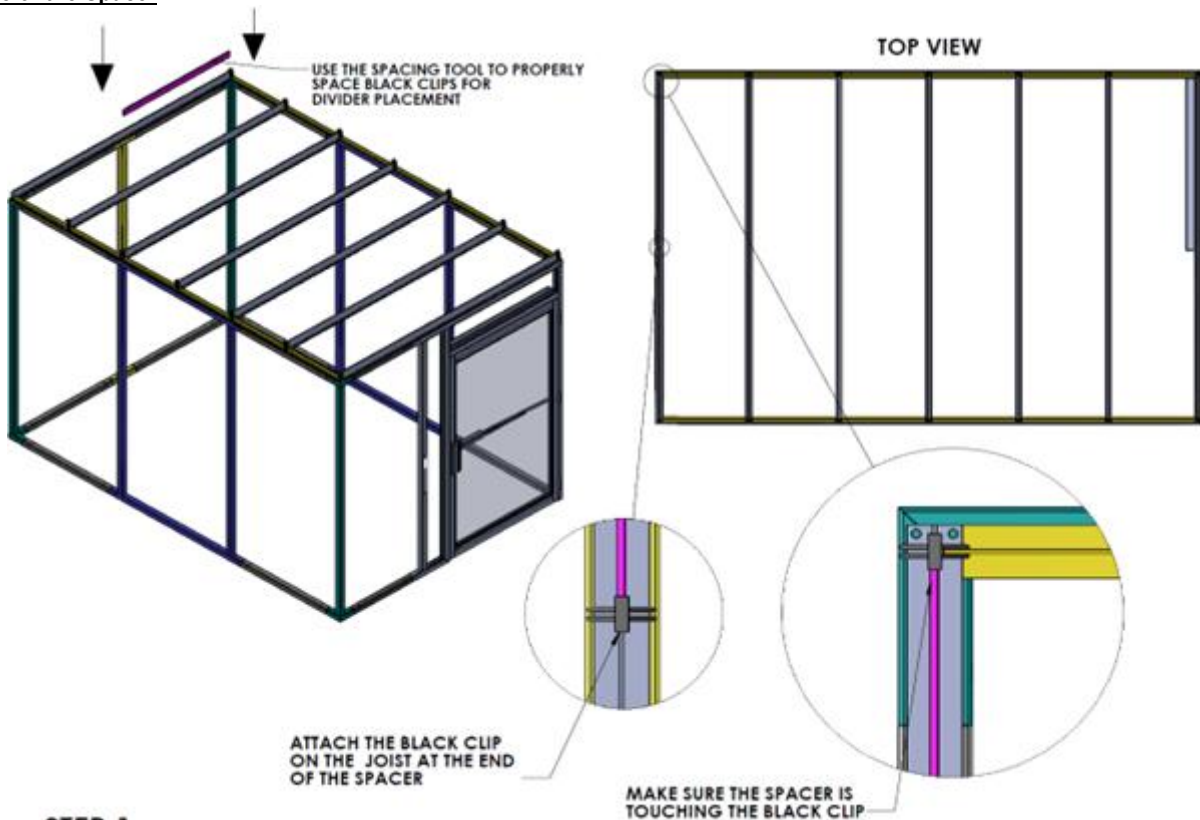 USE THE SPACING TOOL TO PROPERLY
SPACE BLACK CLIPS FOR
DIVIDER PLACEMENT
TOP VIEW
ATTACH THE BLACK CLIP
ON THE JOIST AT THE END
OF THE SPACER
MAKE SURE THE SPACER IS
TOUCHING THE BLACK CLIP